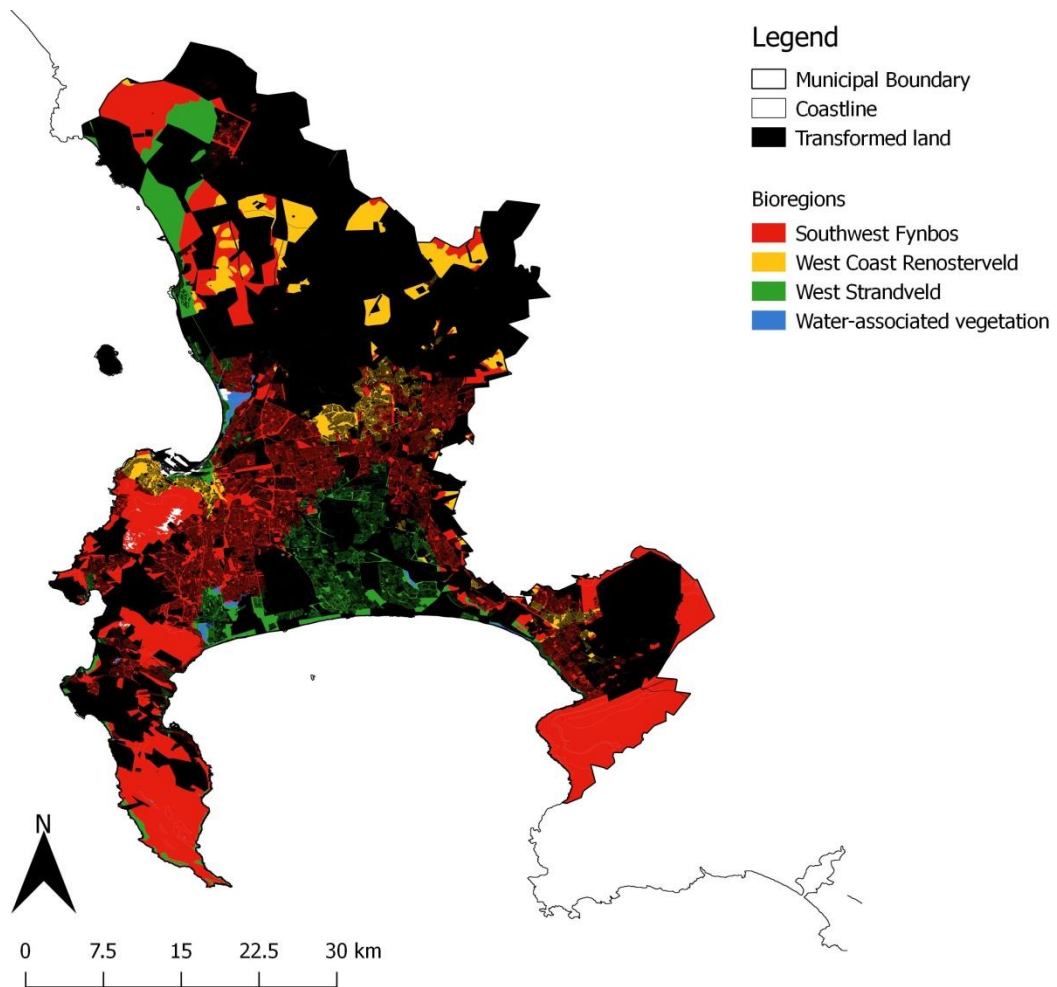 Legend
Municipal Boundary
Coastline
Transformed land
Bioregions
Southwest Fynbos
West Coast Renosterveld
West Strandveld
Water-associated vegetation
N
0 7.5 15 22.5 30 km